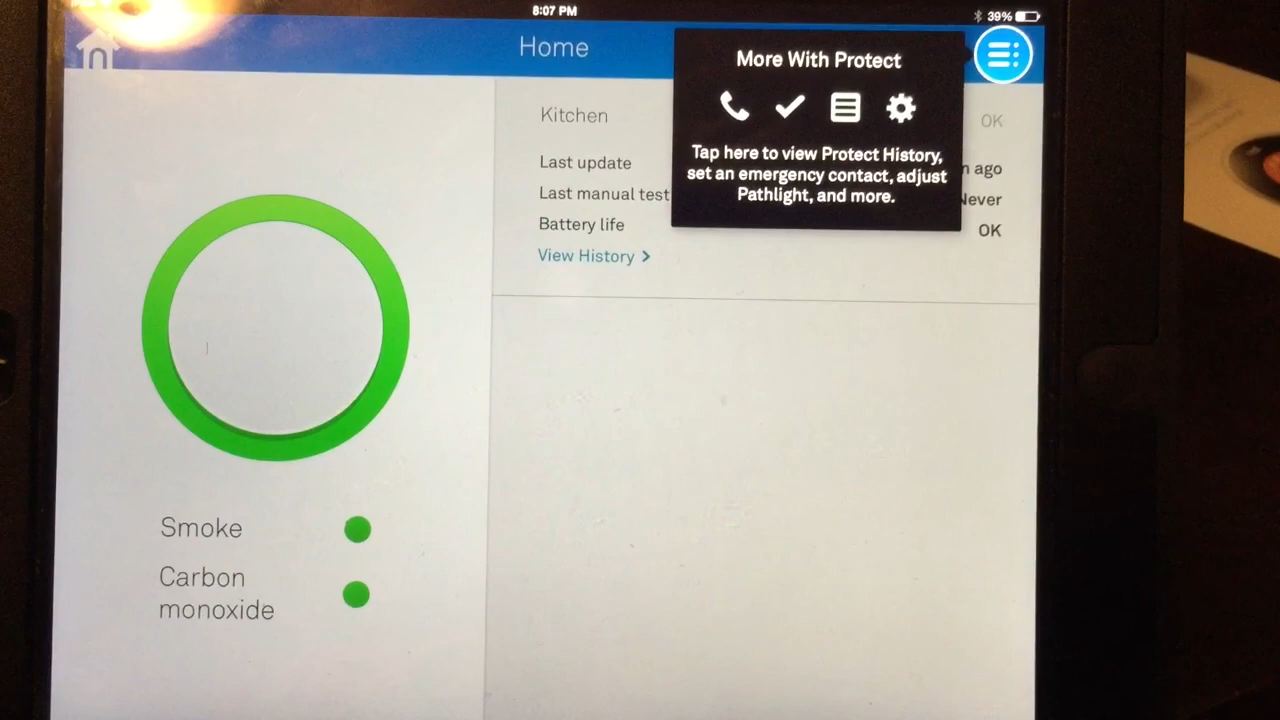 8:07 PM
39%
Home
More With Protect
Tap here to view Protect History,
set an emergency contact, adjust
Pathlight, and more.
Kitchen
OK
Last update
ago
Last manual test
Never
Battery life
OK
View History >
Smoke
Carbon
monoxide